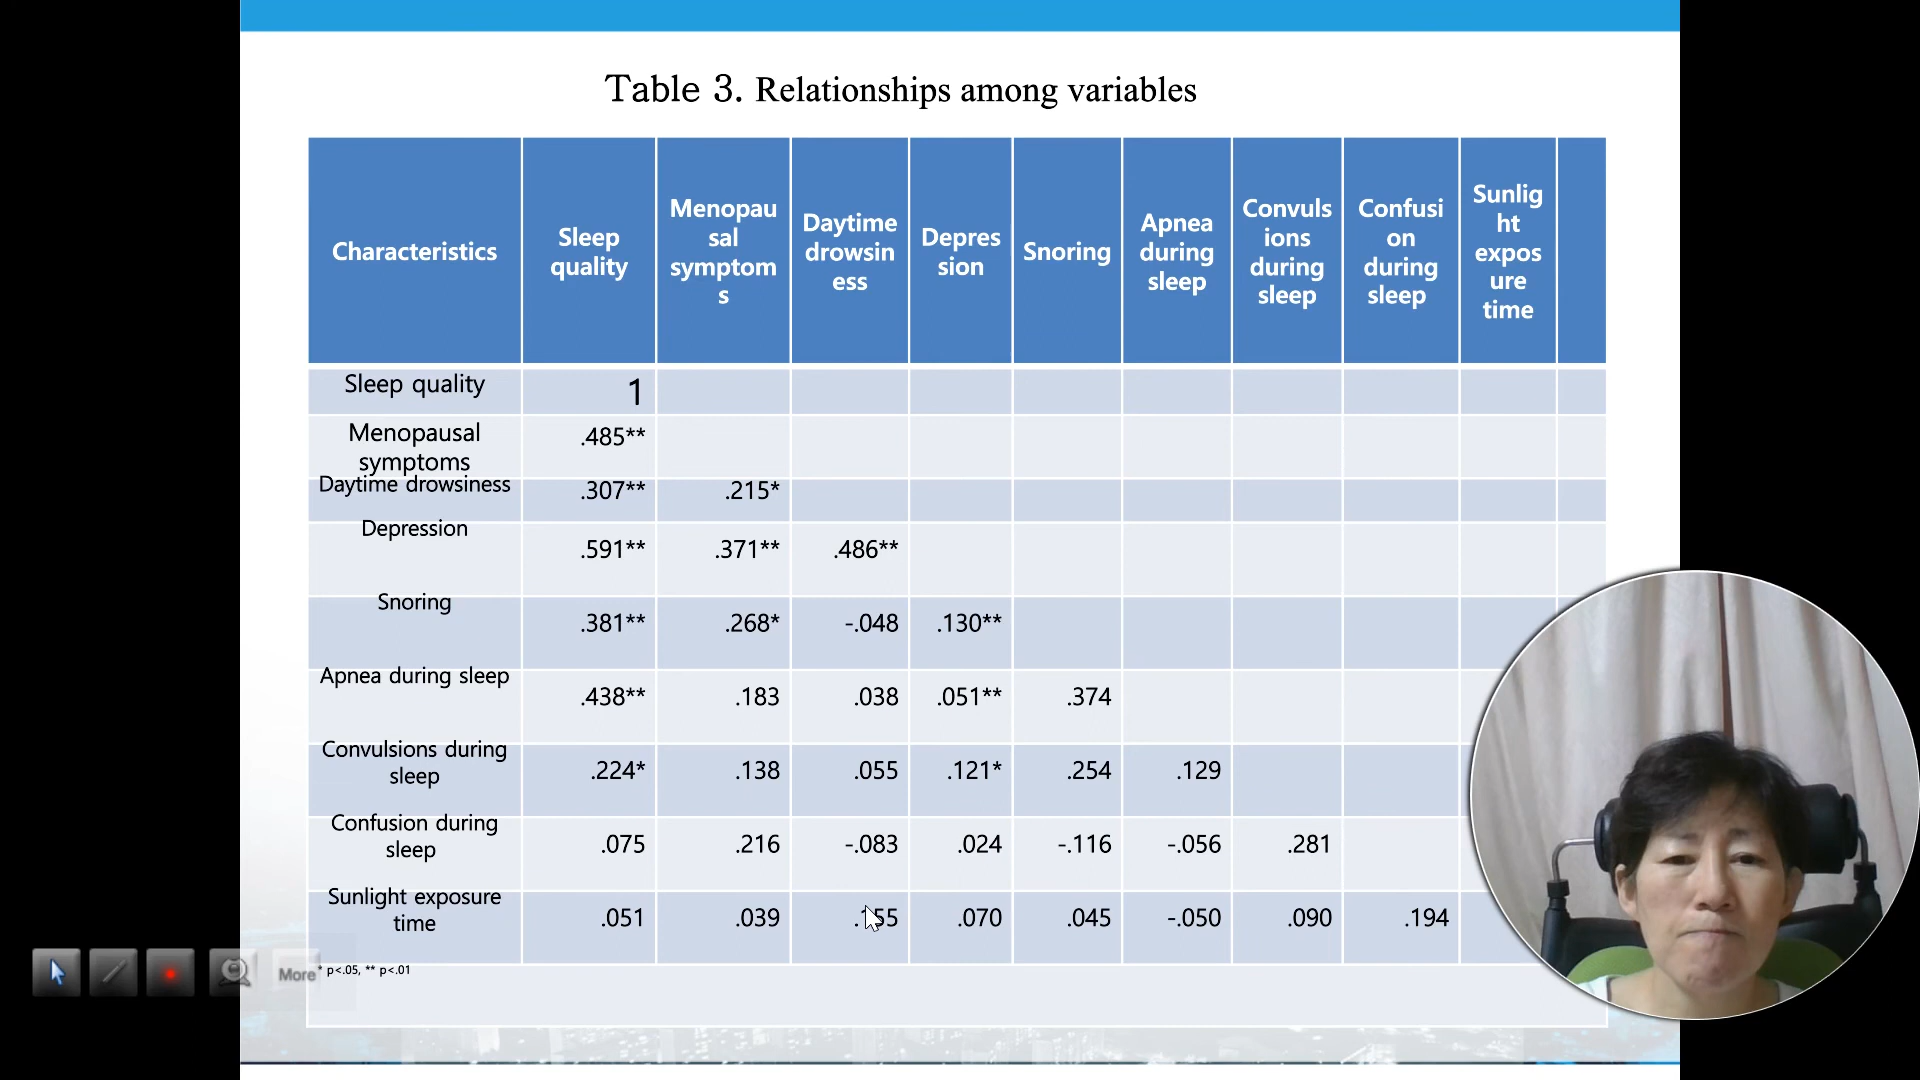 Table 3. Relationships among variables
Characteristics
Sleep
quality
Menopau
sal
symptom
s
Daytime
drowsin
ess
Depres
sion
Snoring
Apnea
during
sleep
Convuls
ions
during
sleep
Confusi
on
during
sleep
Sunlig
ht
expos
ure
time
Sleep quality
1
Menopausal
symptoms
.485**
Daytime drowsiness
.307** .215*
Depression
.591** .371** .486**
Snoring
.381** .268* -.048 .130**
Apnea during sleep
.438** .183 .038 .051** .374
Convulsions during
sleep
.224* .138 .055 .121* .254 .129
Confusion during
sleep
.075 .216 -.083 .024 -.116 -.056 .281
Sunlight exposure
time
.051 .039 .070 .045 -.050 .090 .194
More
* p<.05, ** p<.01